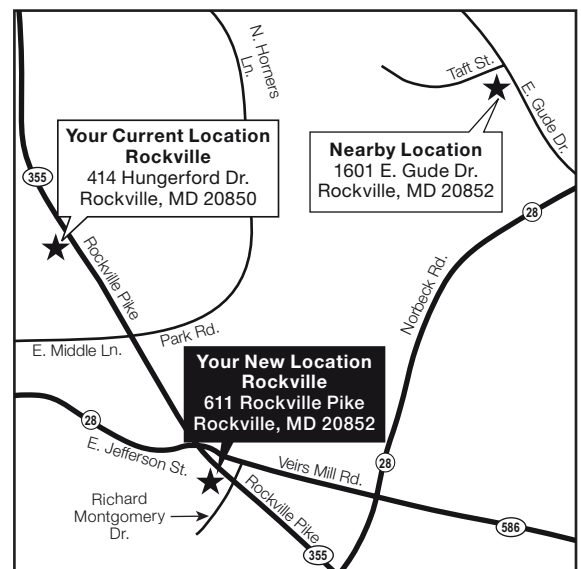 N. Horners
Ln.
Taft St.
E. Gude Dr.
Your Current Location
Rockville
414 Hungerford Dr.
Rockville, MD 20850
Nearby Location
1601 E. Gude Dr.
Rockville, MD 20852
355
28
Rockville Pike
Norbeck Rd.
Park Rd.
E. Middle Ln.
Your New Location
Rockville
611 Rockville Pike
Rockville, MD 20852
28
E. Jefferson St.
28
Veirs Mill Rd.
Rockville Pike
Richard
Montgomery
Dr.
586
355